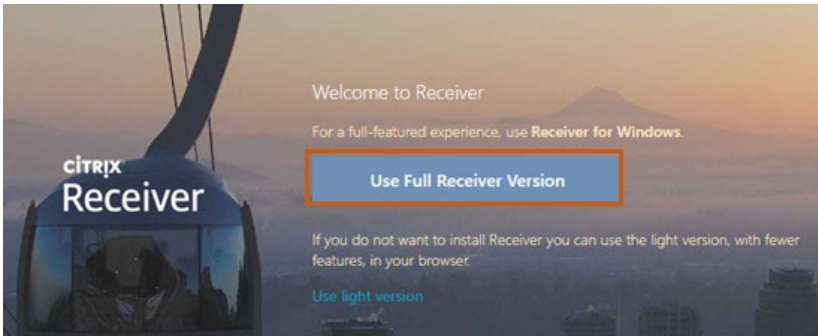 Welcome to Receiver
For a full-featured experience, use Receiver for Windows.
CİTRIX
Receiver
Use Full Receiver Version
If you do not want to install Receiver you can use the light version, with fewer
features, in your browser.
Use light version